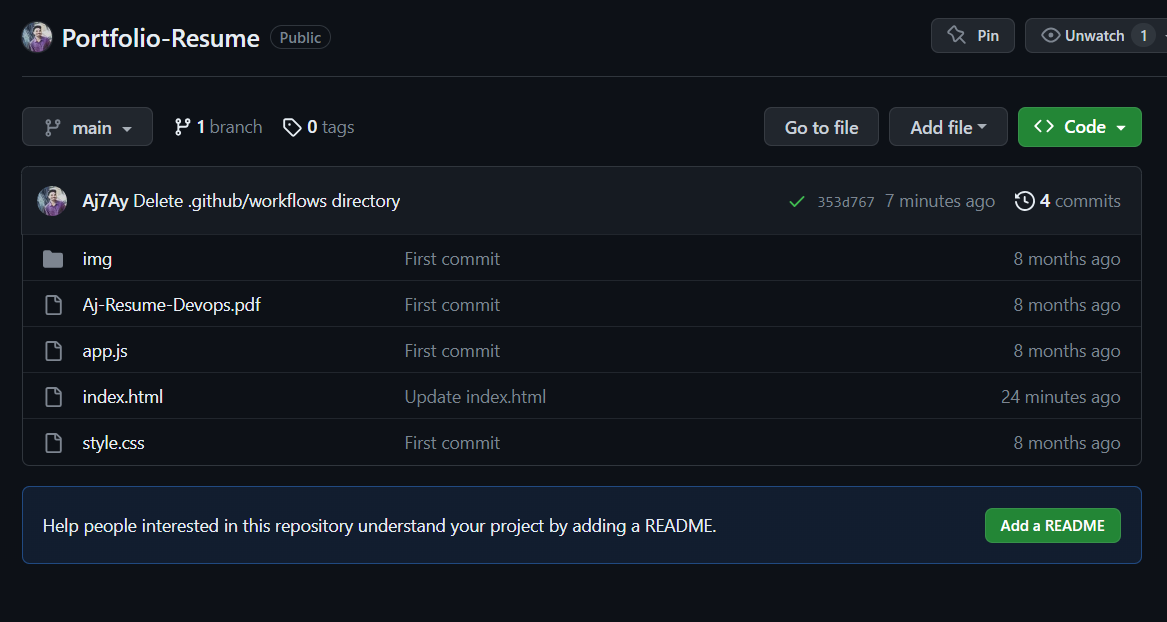 Portfolio-Resume Public Pin Unwatch 1
main 1 branch 0 tags Go to file Add file <> Code
Aj7Ay Delete .github/workflows directory 353d767 7 minutes ago 4 commits
img First commit 8 months ago
Aj-Resume-Devops.pdf First commit 8 months ago
app.js First commit 8 months ago
index.html Update index.html 24 minutes ago
style.css First commit 8 months ago
Help people interested in this repository understand your project by adding a README. Add a README